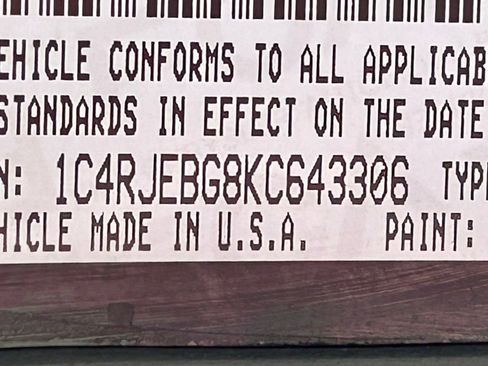 EHICLE CONFORMS TO ALL APPLICAB
STANDARDS IN EFFECT ON THE DATE
N: 1C4RJEBG8KC643306 TYP
HICLE MADE IN U.S.A. PAINT: